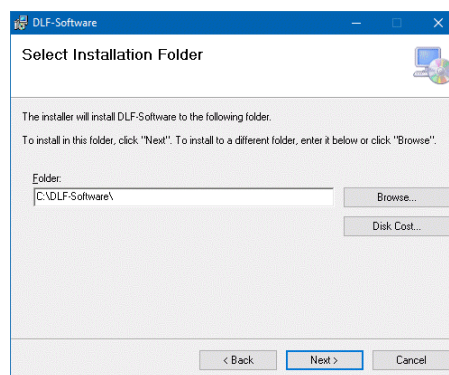 DLF-Software
Select Installation Folder
The installer will install DLF-Software to the following folder.
To install in this folder, click "Next". To install to a different folder, enter it below or click "Browse".
Folder:
C:\DLF-Software\
Browse...
Disk Cost...
< Back
Next >
Cancel